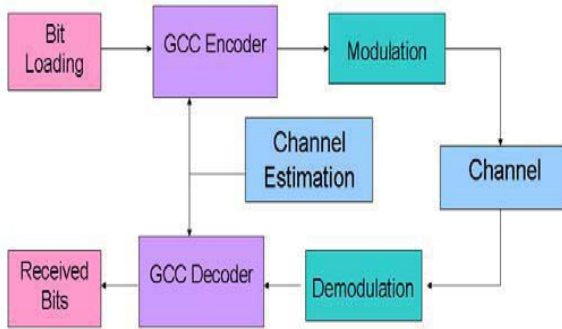 Bit
Loading
GCC Encoder
Modulation
Channel
Estimation
Channel
Received
Bits
GCC Decoder
Demodulation